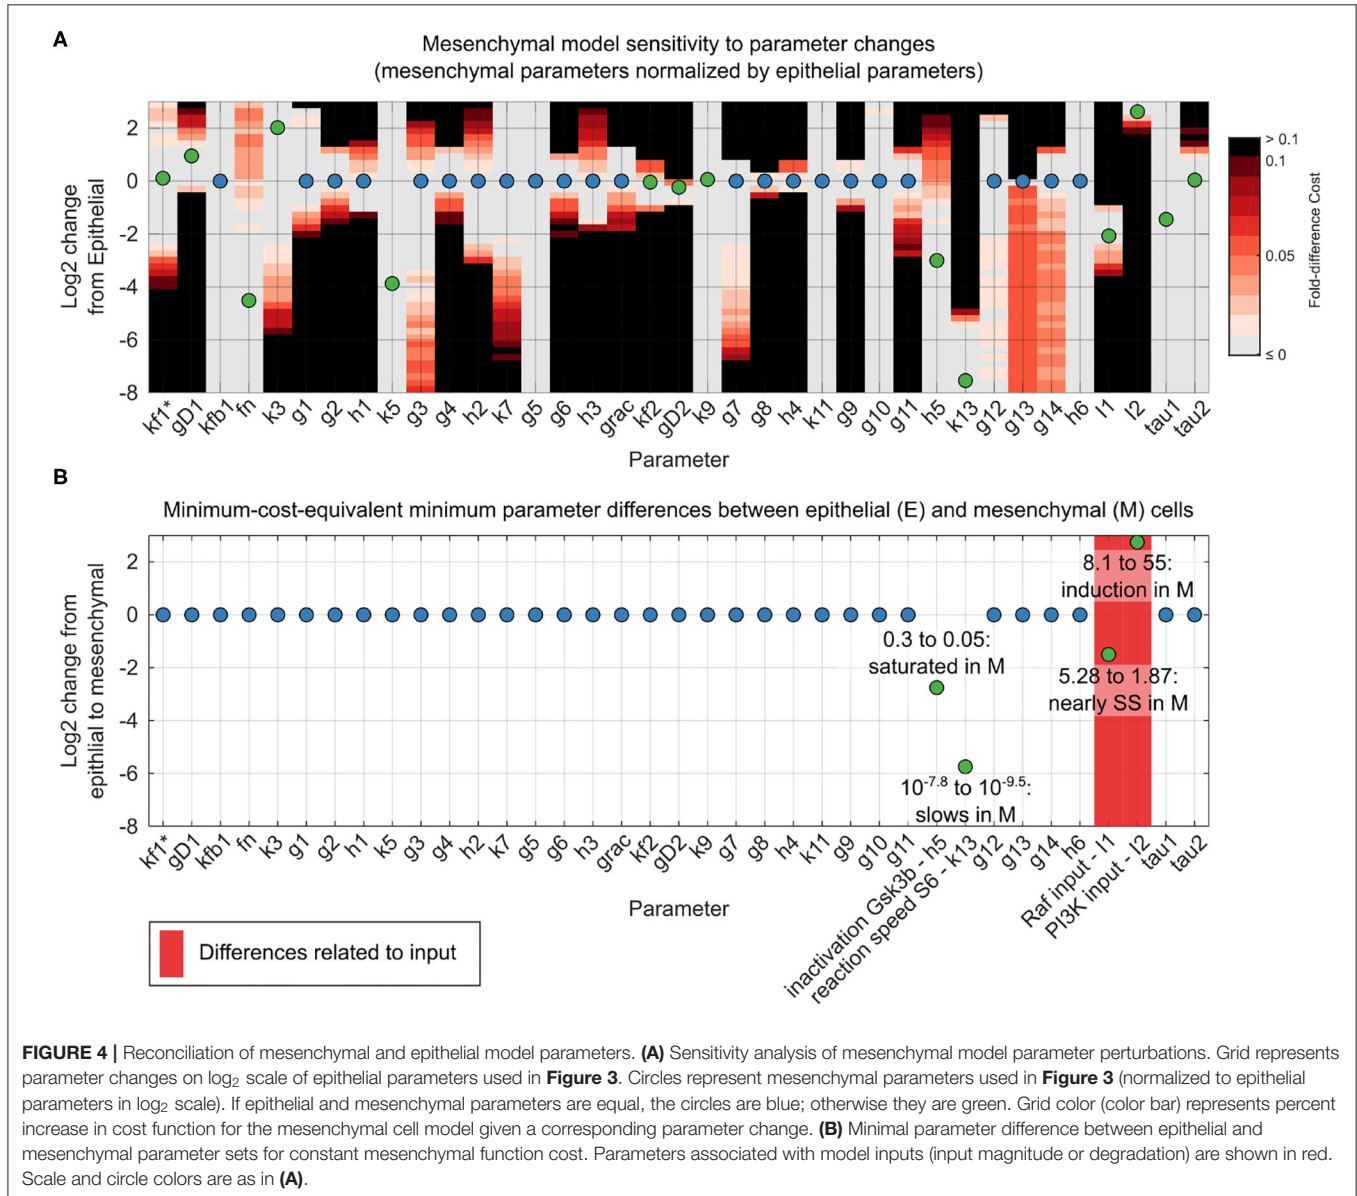 A
Mesenchymal model sensitivity to parameter changes
(mesenchymal parameters normalized by epithelial parameters)
Log2 change
from Epithelial
2
0
-2
-4
-6
-8
> 0.1
0.1
0.05
≤ 0
Fold-difference Cost
kf1* gD1 kfb1 fn k3 g1 g2 h1 k5 g3 g4 h2 k7 g5 g6 h3 grac kf2 gD2 k9 g7 g8 h4 k11 g9 g10 g11 h5 k13 g12 g13 g14 h6 I1 I2 tau1 tau2
Parameter
B
Minimum-cost-equivalent minimum parameter differences between epithelial (E) and mesenchymal (M) cells
Log2 change from
epithlial to mesenchymal
2
0
-2
-4
-6
-8
8.1 to 55:
induction in M
0.3 to 0.05:
saturated in M
5.28 to 1.87:
nearly SS in M
10^-7.8 to 10^-9.5:
slows in M
kf1* gD1 kfb1 fn k3 g1 g2 h1 k5 g3 g4 h2 k7 g5 g6 h3 grac kf2 gD2 k9 g7 g8 h4 k11 g9 g10 g11 inactivation Gsk3b - h5 reaction speed S6 - k13 g12 g13 g14 h6 Raf input - I1 PI3K input - I2 tau1 tau2
Parameter
Differences related to input
FIGURE 4 | Reconciliation of mesenchymal and epithelial model parameters. (A) Sensitivity analysis of mesenchymal model parameter perturbations. Grid represents
parameter changes on log2 scale of epithelial parameters used in Figure 3. Circles represent mesenchymal parameters used in Figure 3 (normalized to epithelial
parameters in log2 scale). If epithelial and mesenchymal parameters are equal, the circles are blue; otherwise they are green. Grid color (color bar) represents percent
increase in cost function for the mesenchymal cell model given a corresponding parameter change. (B) Minimal parameter difference between epithelial and
mesenchymal parameter sets for constant mesenchymal function cost. Parameters associated with model inputs (input magnitude or degradation) are shown in red.
Scale and circle colors are as in (A).